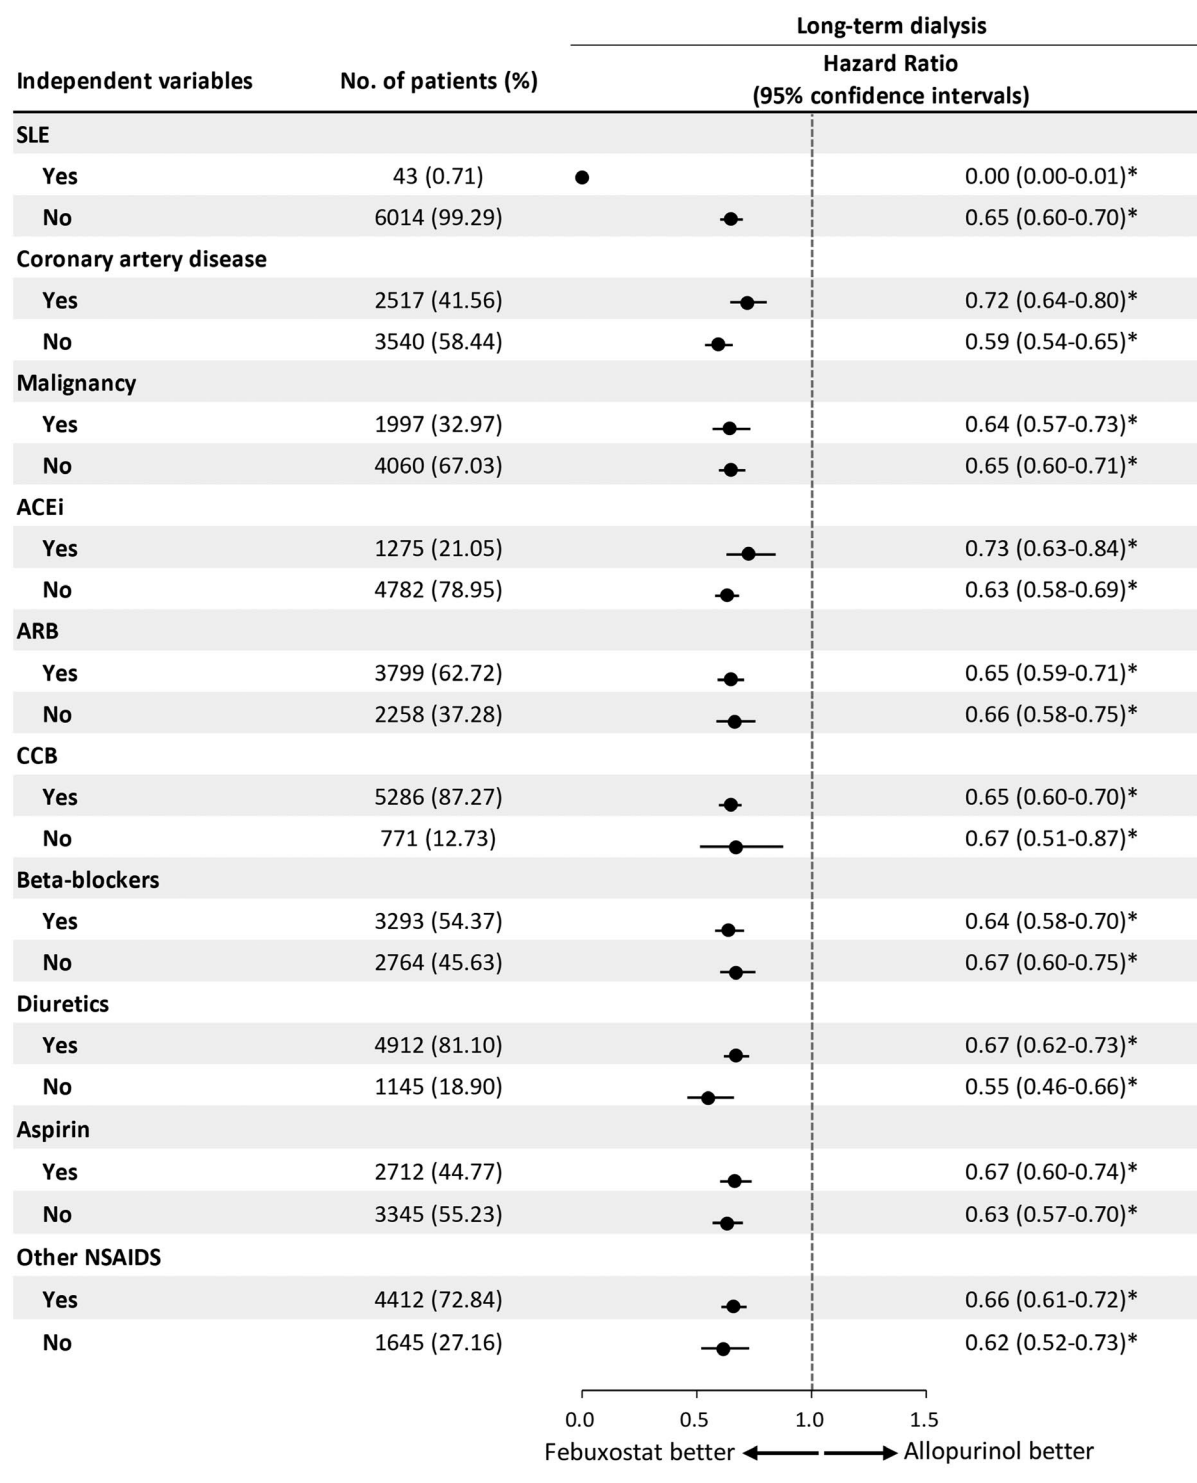 Long-term dialysis
Independent variables No. of patients (%) Hazard Ratio
(95% confidence intervals)
SLE
Yes 43 (0.71) 0.00 (0.00-0.01)*
No 6014 (99.29) 0.65 (0.60-0.70)*
Coronary artery disease
Yes 2517 (41.56) 0.72 (0.64-0.80)*
No 3540 (58.44) 0.59 (0.54-0.65)*
Malignancy
Yes 1997 (32.97) 0.64 (0.57-0.73)*
No 4060 (67.03) 0.65 (0.60-0.71)*
ACEi
Yes 1275 (21.05) 0.73 (0.63-0.84)*
No 4782 (78.95) 0.63 (0.58-0.69)*
ARB
Yes 3799 (62.72) 0.65 (0.59-0.71)*
No 2258 (37.28) 0.66 (0.58-0.75)*
CCB
Yes 5286 (87.27) 0.65 (0.60-0.70)*
No 771 (12.73) 0.67 (0.51-0.87)*
Beta-blockers
Yes 3293 (54.37) 0.64 (0.58-0.70)*
No 2764 (45.63) 0.67 (0.60-0.75)*
Diuretics
Yes 4912 (81.10) 0.67 (0.62-0.73)*
No 1145 (18.90) 0.55 (0.46-0.66)*
Aspirin
Yes 2712 (44.77) 0.67 (0.60-0.74)*
No 3345 (55.23) 0.63 (0.57-0.70)*
Other NSAIDS
Yes 4412 (72.84) 0.66 (0.61-0.72)*
No 1645 (27.16) 0.62 (0.52-0.73)*
0.0 0.5 1.0 1.5
Febuxostat better Allopurinol better